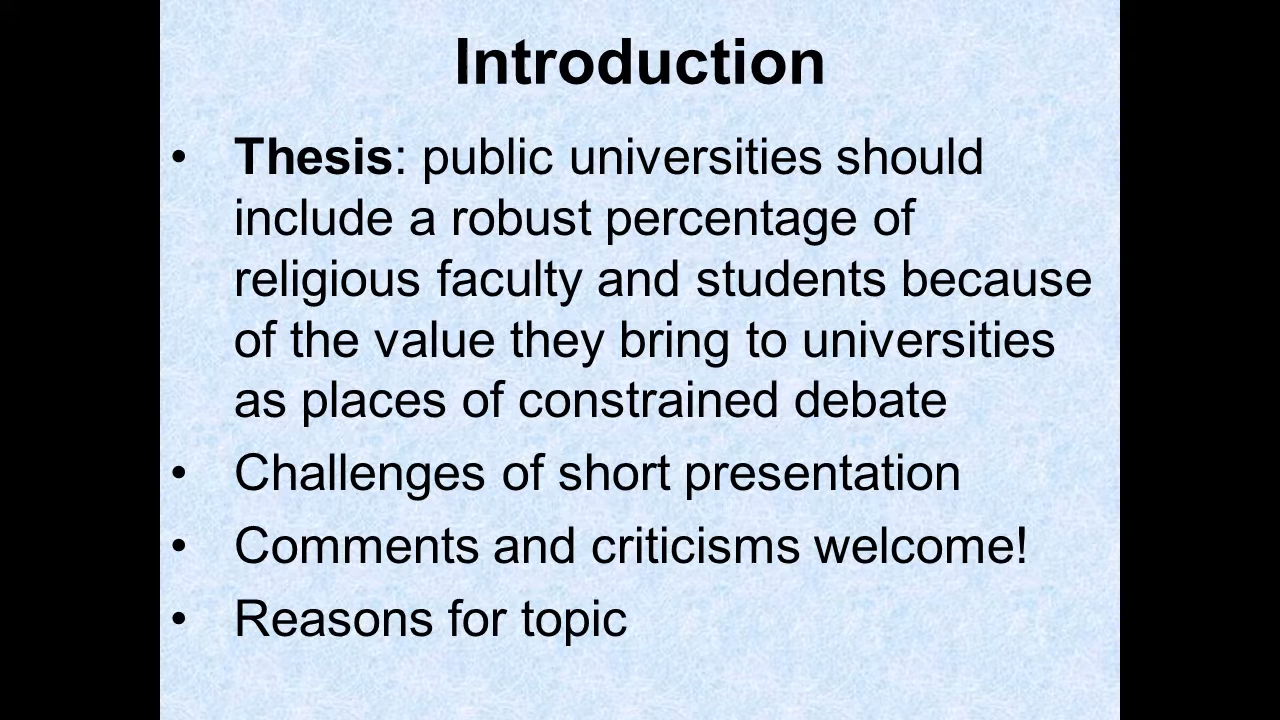 Introduction
• Thesis: public universities should
include a robust percentage of
religious faculty and students because
of the value they bring to universities
as places of constrained debate
• Challenges of short presentation
• Comments and criticisms welcome!
• Reasons for topic